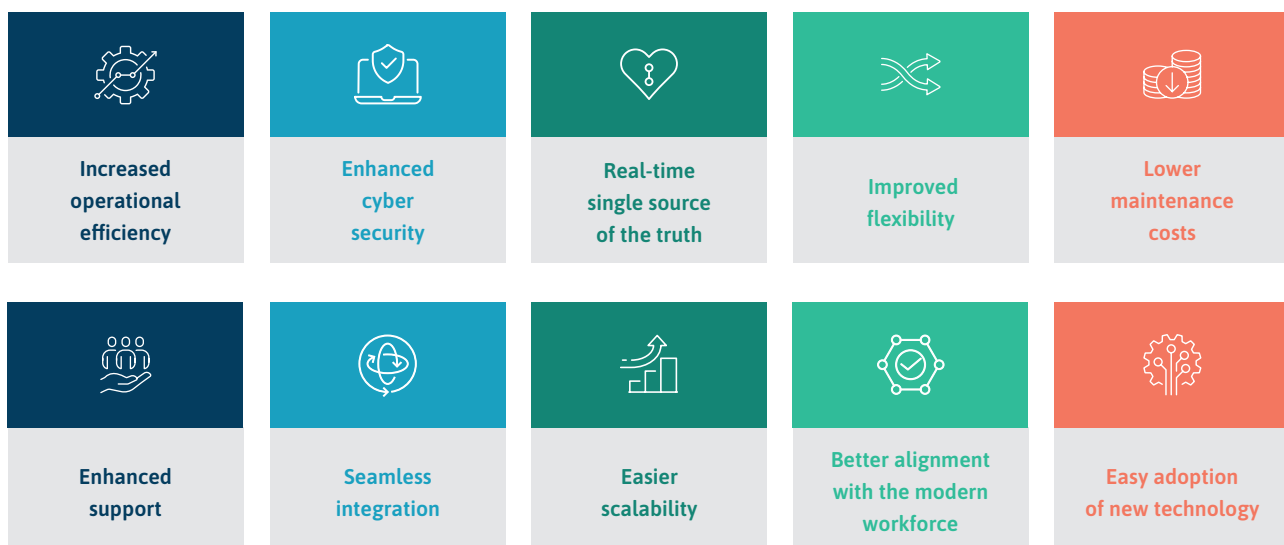 Increased
operational
efficiency
Enhanced
cyber
security
Real-time
single source
of the truth
Improved
flexibility
Lower
maintenance
costs
Enhanced
support
Seamless
integration
Easier
scalability
Better alignment
with the modern
workforce
Easy adoption
of new technology